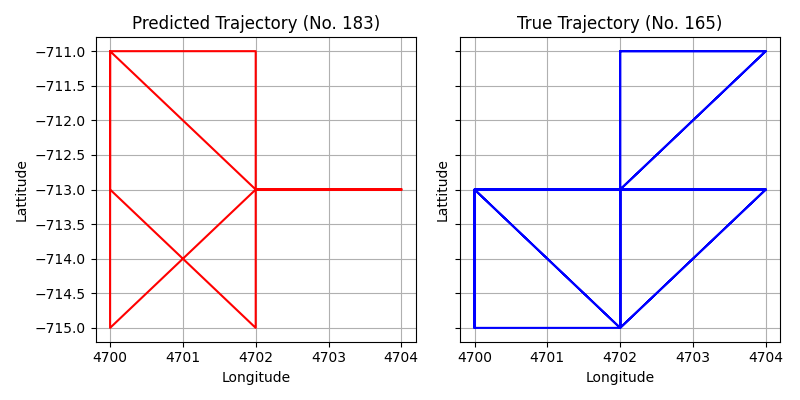 Predicted Trajectory (No. 183)
True Trajectory (No. 165)
−711.0
−711.5
−712.0
−712.5
−713.0
−713.5
−714.0
−714.5
−715.0
Lattitude
Lattitude
4700 4701 4702 4703 4704
4700 4701 4702 4703 4704
Longitude
Longitude